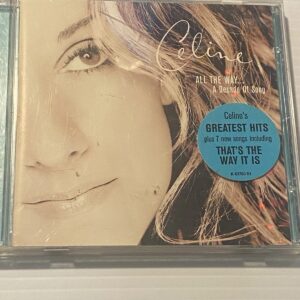 Celine
ALL THE WAY...
A Decade Of Song
Celine's
GREATEST HITS
plus 7 new songs including
THAT'S THE
WAY IT IS